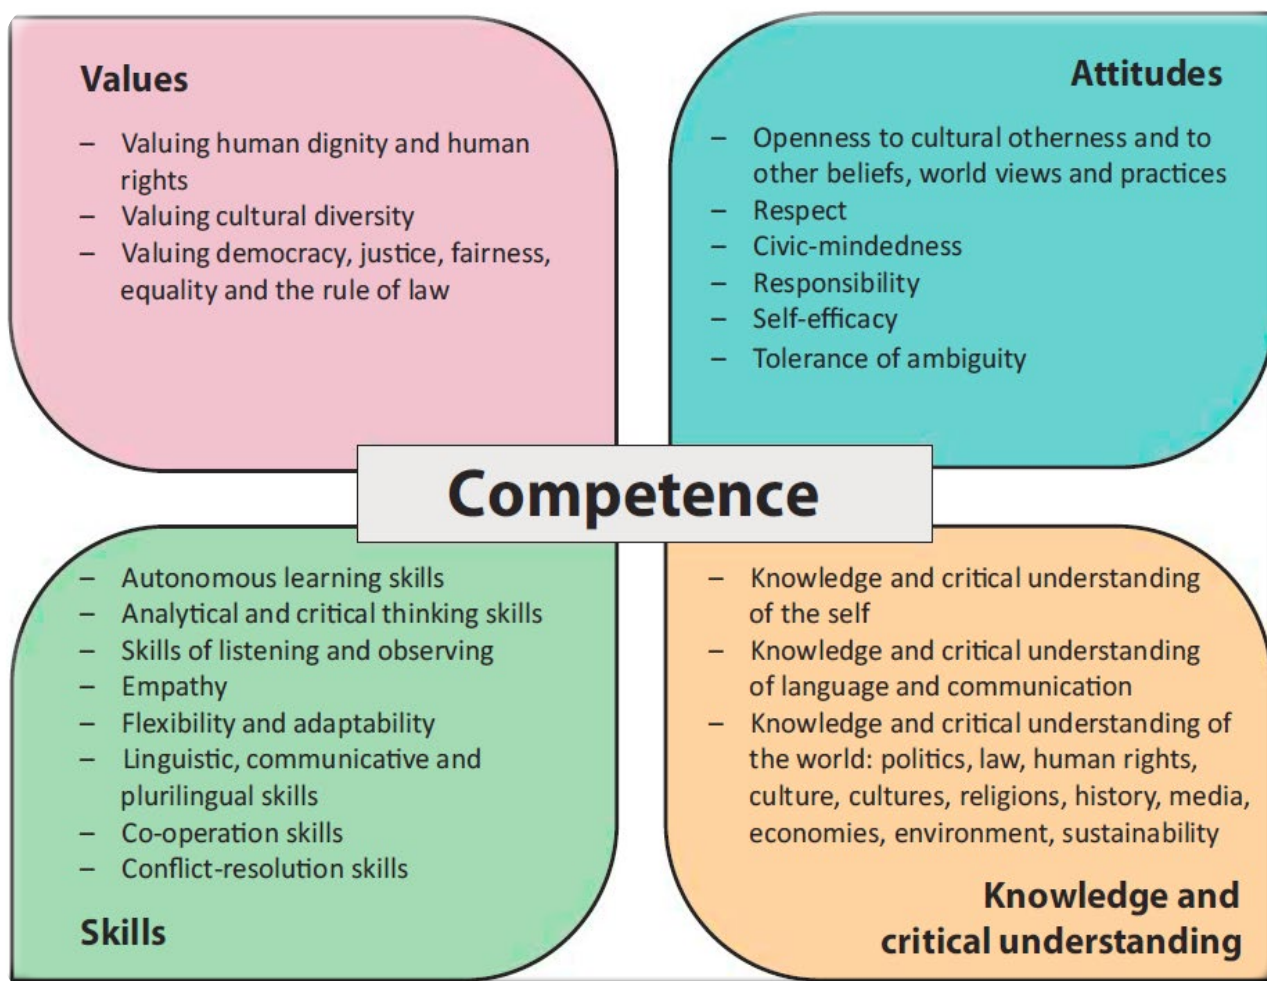 Values
– Valuing human dignity and human
rights
– Valuing cultural diversity
– Valuing democracy, justice, fairness,
equality and the rule of law
Attitudes
– Openness to cultural otherness and to
other beliefs, world views and practices
– Respect
– Civic-mindedness
– Responsibility
– Self-efficacy
– Tolerance of ambiguity
Competence
– Autonomous learning skills
– Analytical and critical thinking skills
– Skills of listening and observing
– Empathy
– Flexibility and adaptability
– Linguistic, communicative and
plurilingual skills
– Co-operation skills
– Conflict-resolution skills
Skills
– Knowledge and critical understanding
of the self
– Knowledge and critical understanding
of language and communication
– Knowledge and critical understanding of
the world: politics, law, human rights,
culture, cultures, religions, history, media,
economies, environment, sustainability
Knowledge and
critical understanding